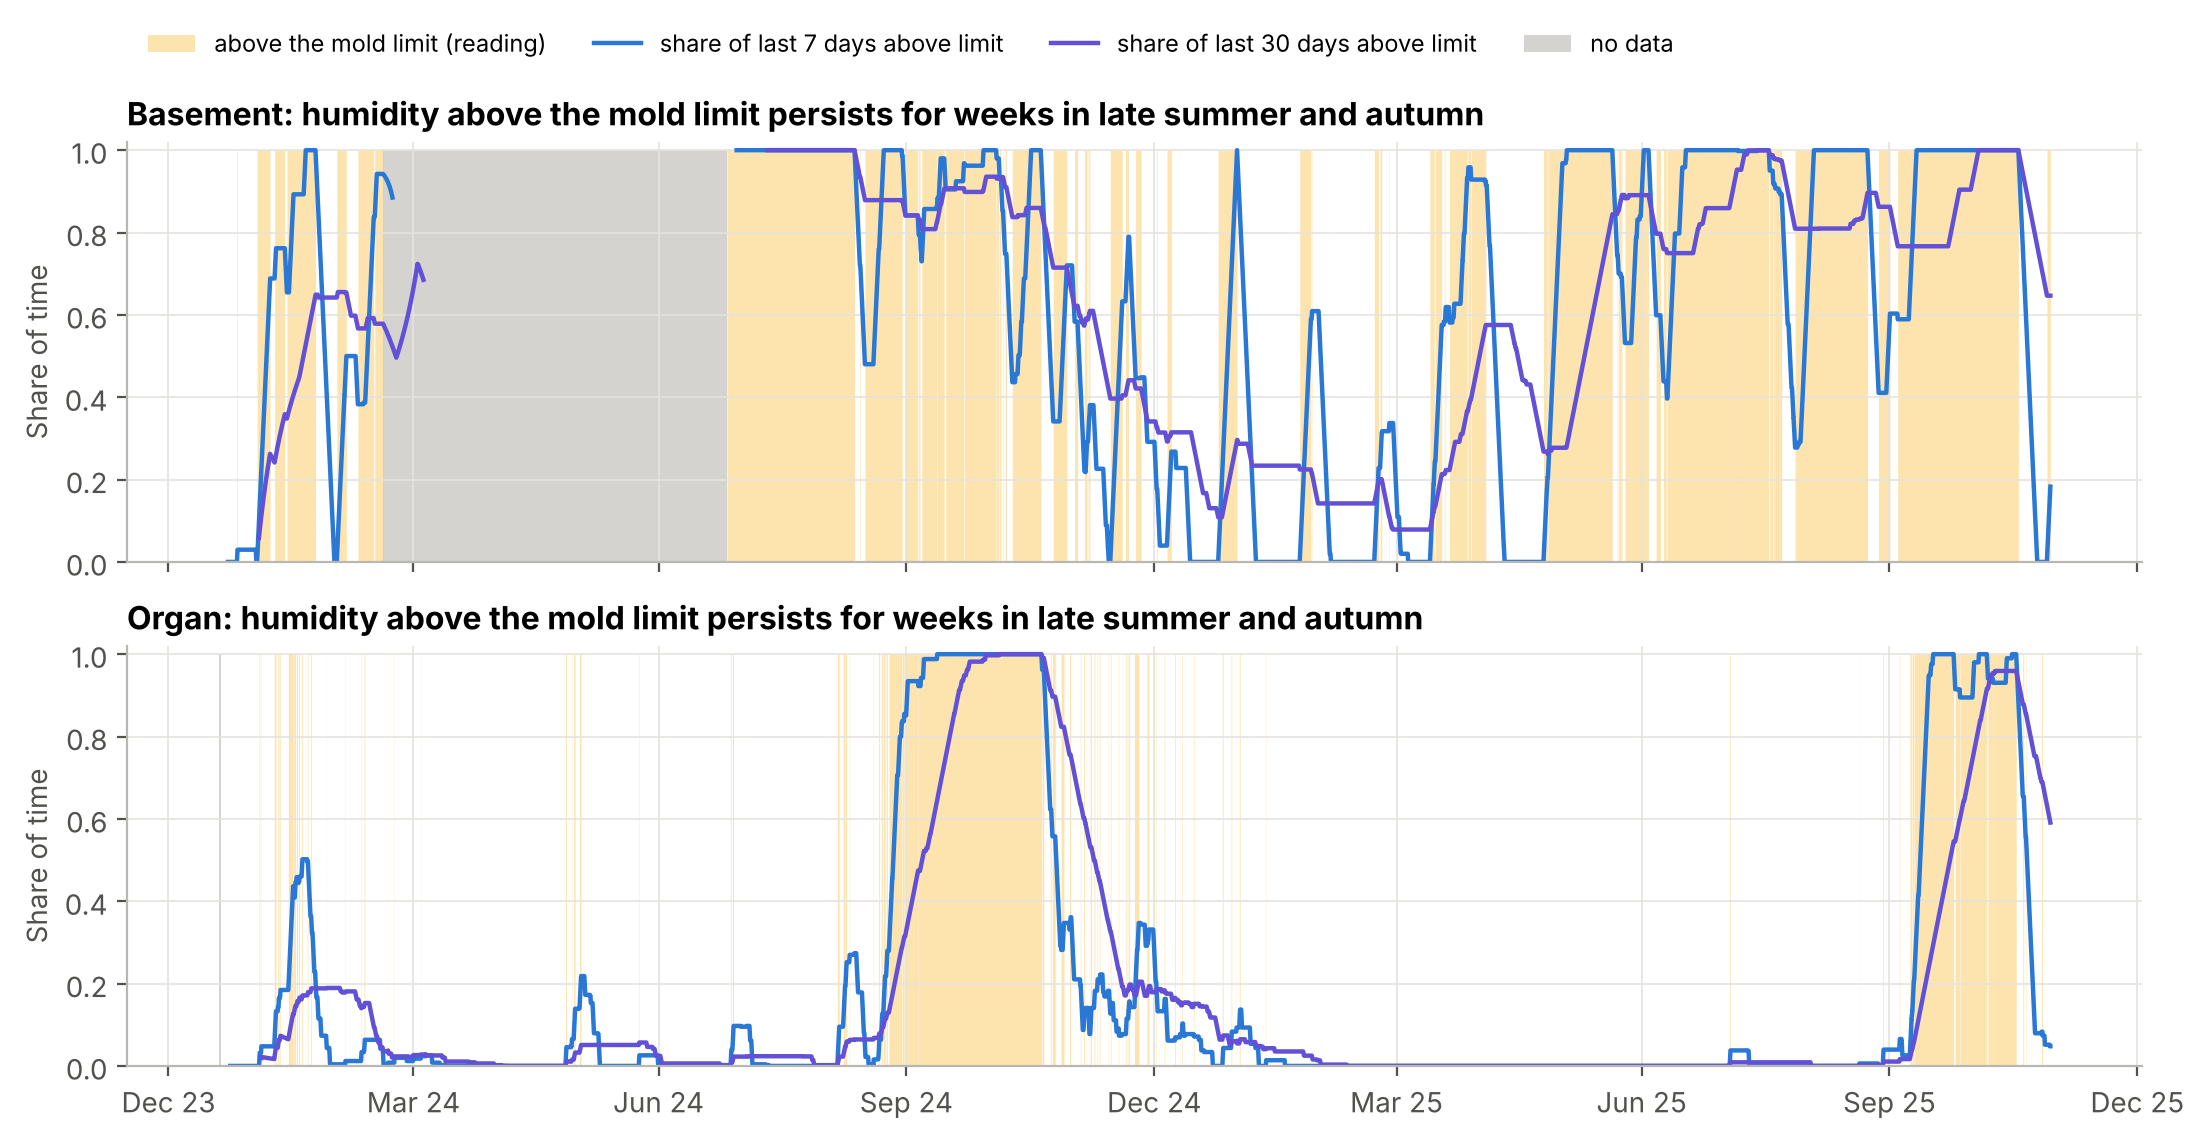 above the mold limit (reading) share of last 7 days above limit share of last 30 days above limit no data
Basement: humidity above the mold limit persists for weeks in late summer and autumn
Share of time
1.0
0.8
0.6
0.4
0.2
0.0
Organ: humidity above the mold limit persists for weeks in late summer and autumn
Share of time
1.0
0.8
0.6
0.4
0.2
0.0
Dec 23 Mar 24 Jun 24 Sep 24 Dec 24 Mar 25 Jun 25 Sep 25 Dec 25